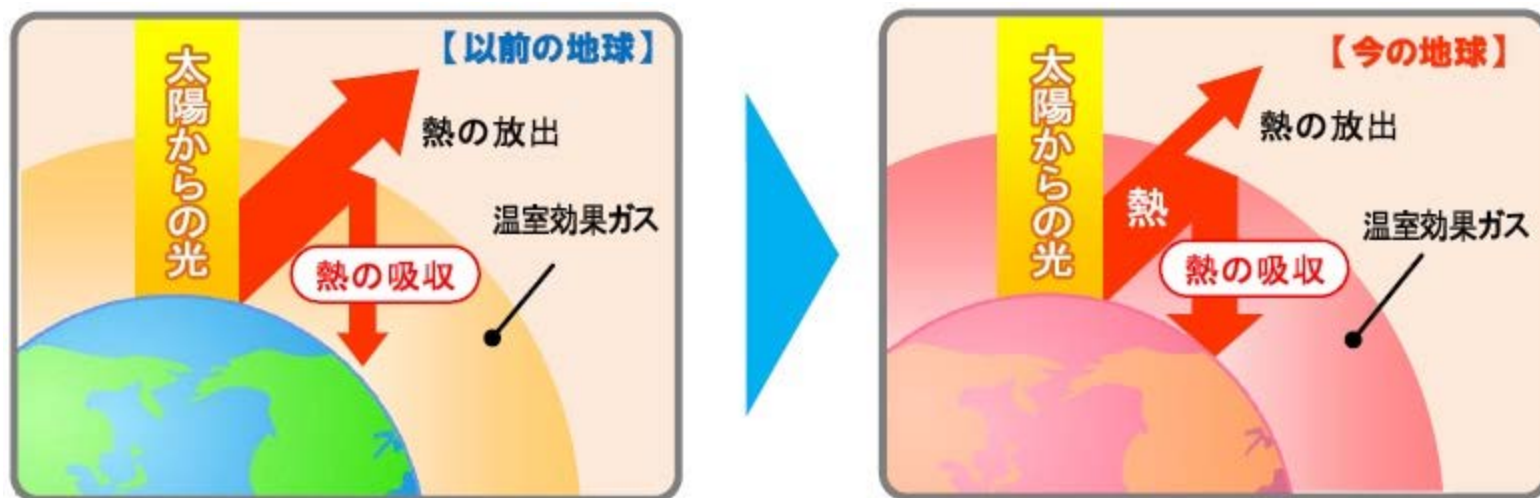 【以前の地球】
太陽からの光
熱の放出
温室効果ガス
熱の吸収
【今の地球】
太陽からの光
熱の放出
熱
温室効果ガス
熱の吸収